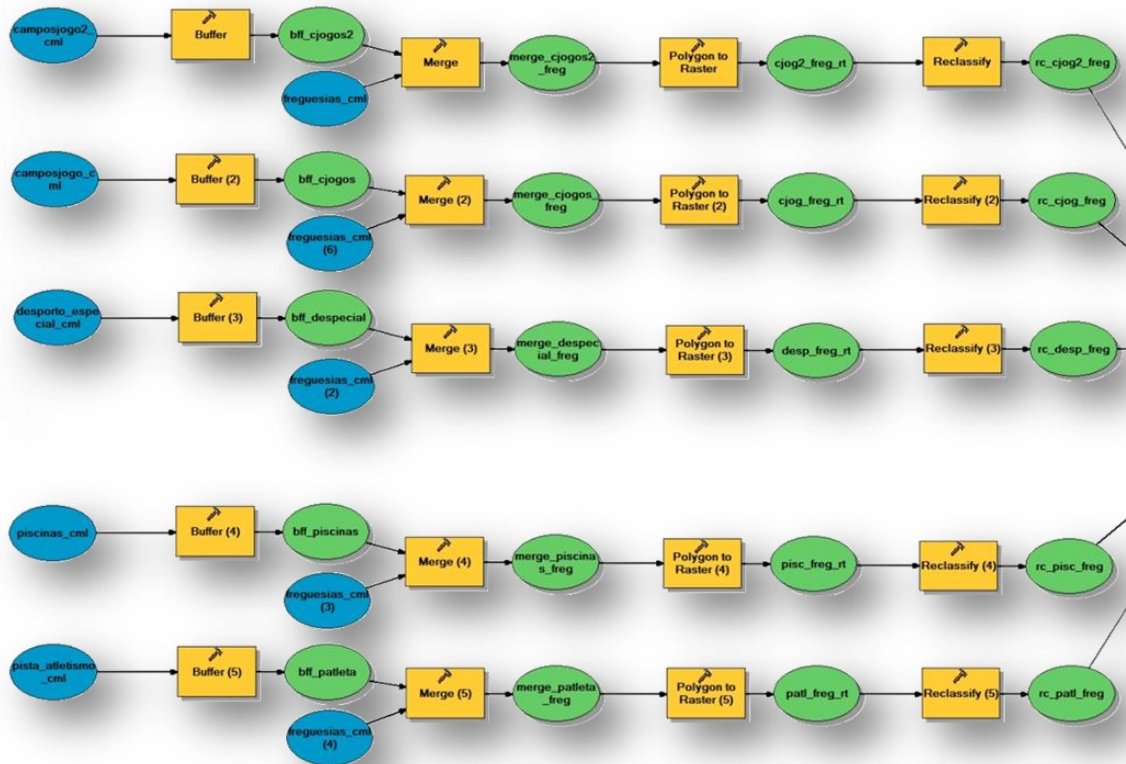 camposjogo2_
cml
Buffer
bff_cjogos2
freguesias_cml
Merge
merge_cjogos2
_freg
Polygon to
Raster
cjog2_freg_rt
Reclassify
rc_cjog2_freg
camposjogo_c
ml
Buffer (2)
bff_cjogos
freguesias_cml
(6)
Merge (2)
merge_cjogos_
freg
Polygon to
Raster (2)
cjog_freg_rt
Reclassify (2)
rc_cjog_freg
desporto_espe
cial_cml
Buffer (3)
bff_despecial
freguesias_cml
(2)
Merge (3)
merge_despec
ial_freg
Polygon to
Raster (3)
desp_freg_rt
Reclassify (3)
rc_desp_freg
piscinas_cml
Buffer (4)
bff_piscinas
freguesias_cml
(3)
Merge (4)
merge_piscina
s_freg
Polygon to
Raster (4)
pisc_freg_rt
Reclassify (4)
rc_pisc_freg
pista_atletismo
_cml
Buffer (5)
bff_patleta
freguesias_cml
(4)
Merge (5)
merge_patleta
_freg
Polygon to
Raster (5)
patl_freg_rt
Reclassify (5)
rc_patl_freg